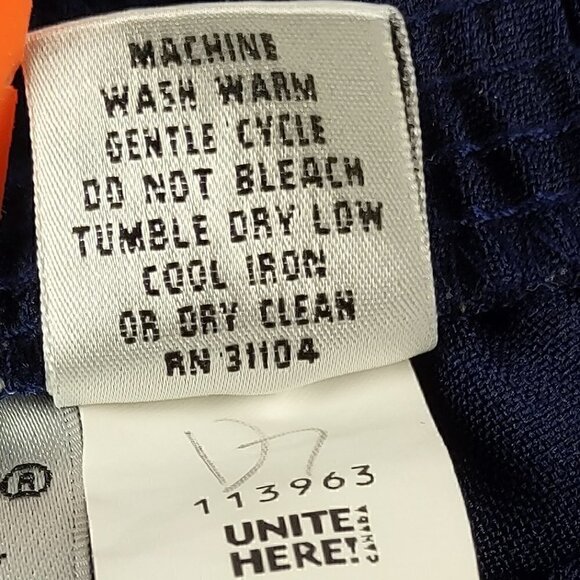 MACHINE
WASH WARM
GENTLE CYCLE
DO NOT BLEACH
TUMBLE DRY LOW
COOL IRON
OR DRY CLEAN
RN 31104
113963
UNITE
HERE! CANADA
®